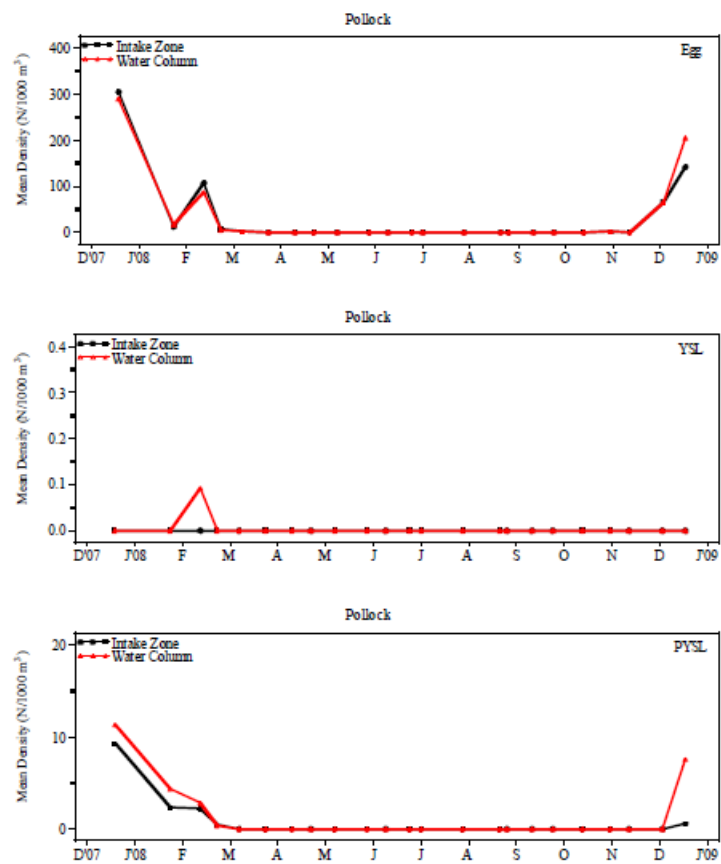 Pollock
Intake Zone
Water Column
Egg
Mean Density (N/1000 m³)
400
300
200
100
0
D'07 J'08 F M A M J J A S O N D J'09
Pollock
Intake Zone
Water Column
YSL
Mean Density (N/1000 m³)
0.4
0.3
0.2
0.1
0.0
D'07 J'08 F M A M J J A S O N D J'09
Pollock
Intake Zone
Water Column
PYSL
Mean Density (N/1000 m³)
20
10
0
D'07 J'08 F M A M J J A S O N D J'09